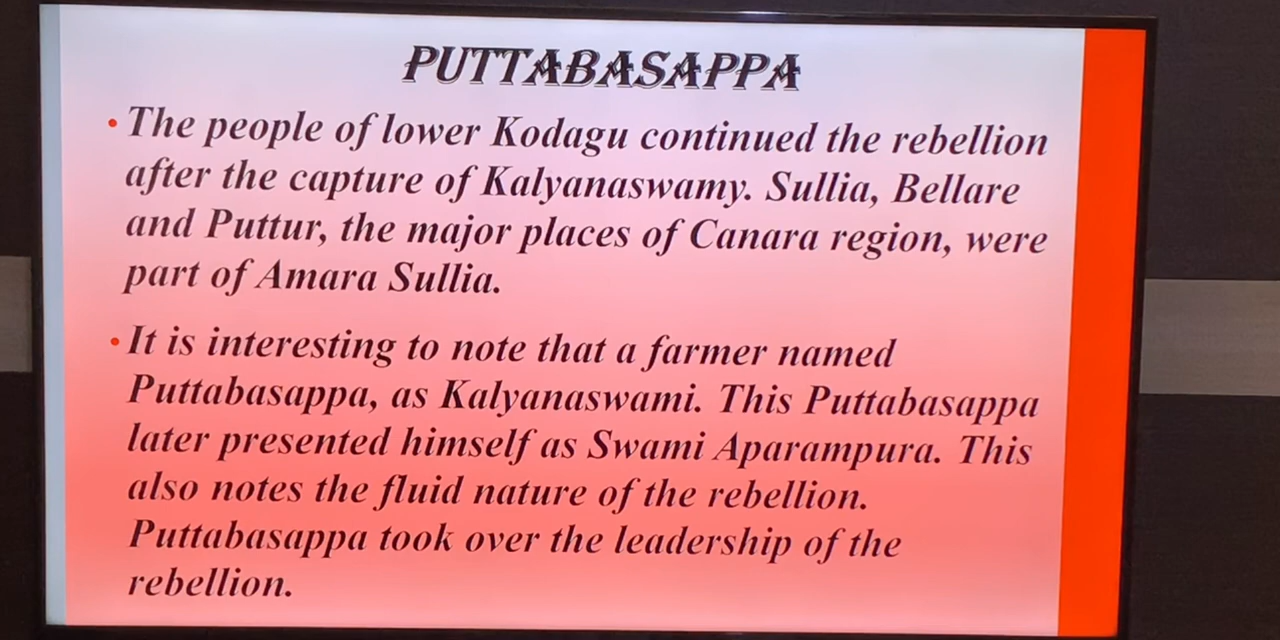 PUTTABASAPPA
• The people of lower Kodagu continued the rebellion
after the capture of Kalyanaswamy. Sullia, Bellare
and Puttur, the major places of Canara region, were
part of Amara Sullia.
• It is interesting to note that a farmer named
Puttabasappa, as Kalyanaswami. This Puttabasappa
later presented himself as Swami Aparampura. This
also notes the fluid nature of the rebellion.
Puttabasappa took over the leadership of the
rebellion.